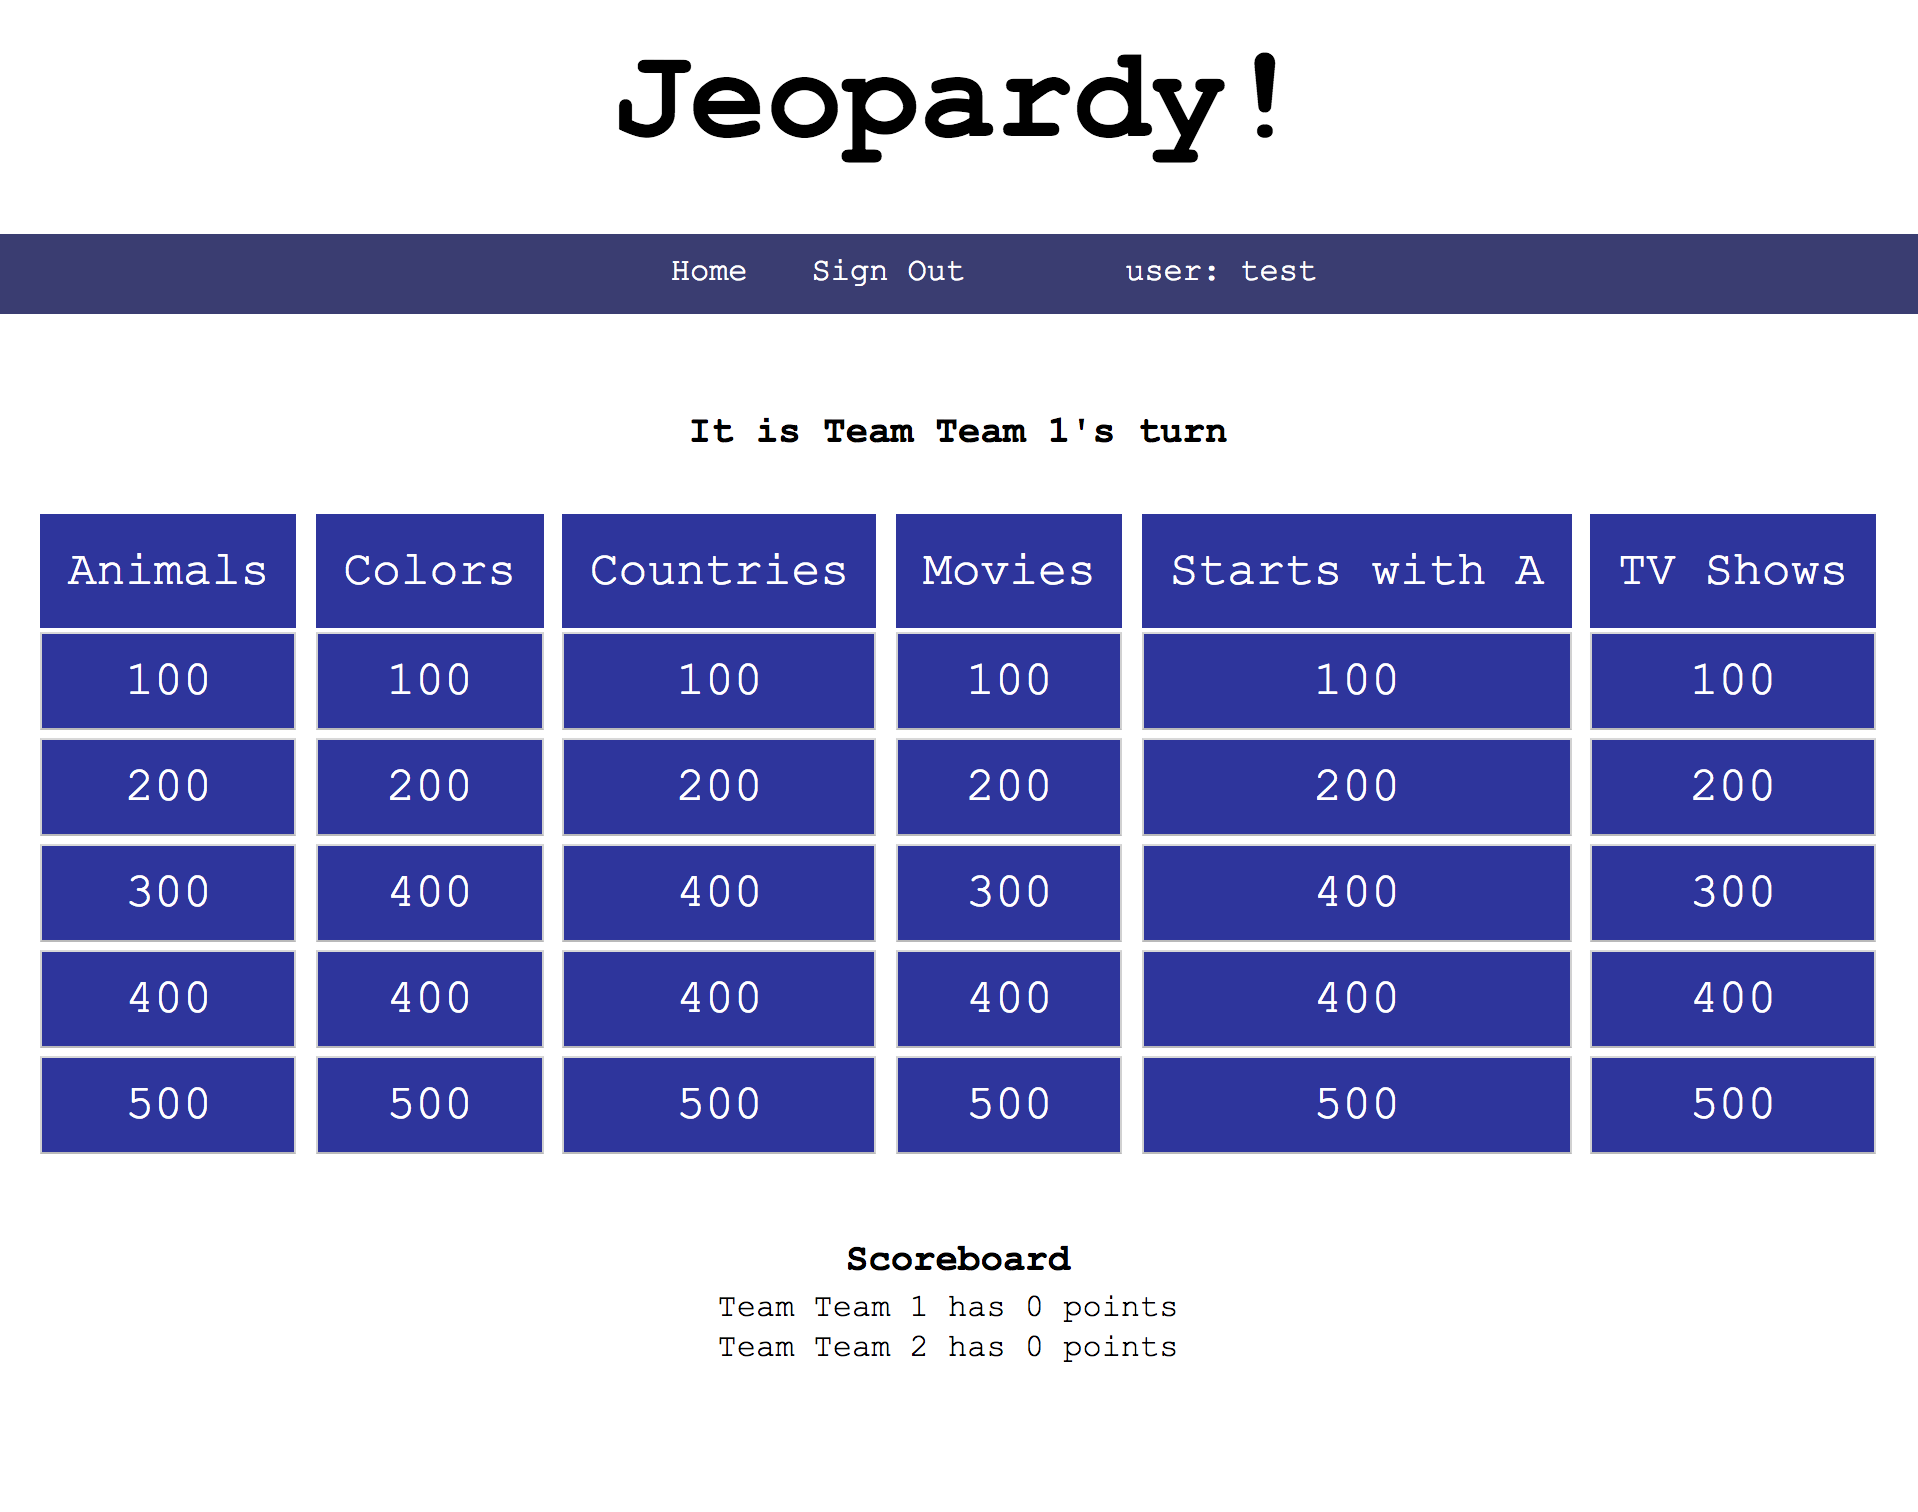 Jeopardy!
Home Sign Out user: test
It is Team Team 1's turn
Animals Colors Countries Movies Starts with A TV Shows
100 100 100 100 100 100
200 200 200 200 200 200
300 400 400 300 400 300
400 400 400 400 400 400
500 500 500 500 500 500
Scoreboard
Team Team 1 has 0 points
Team Team 2 has 0 points